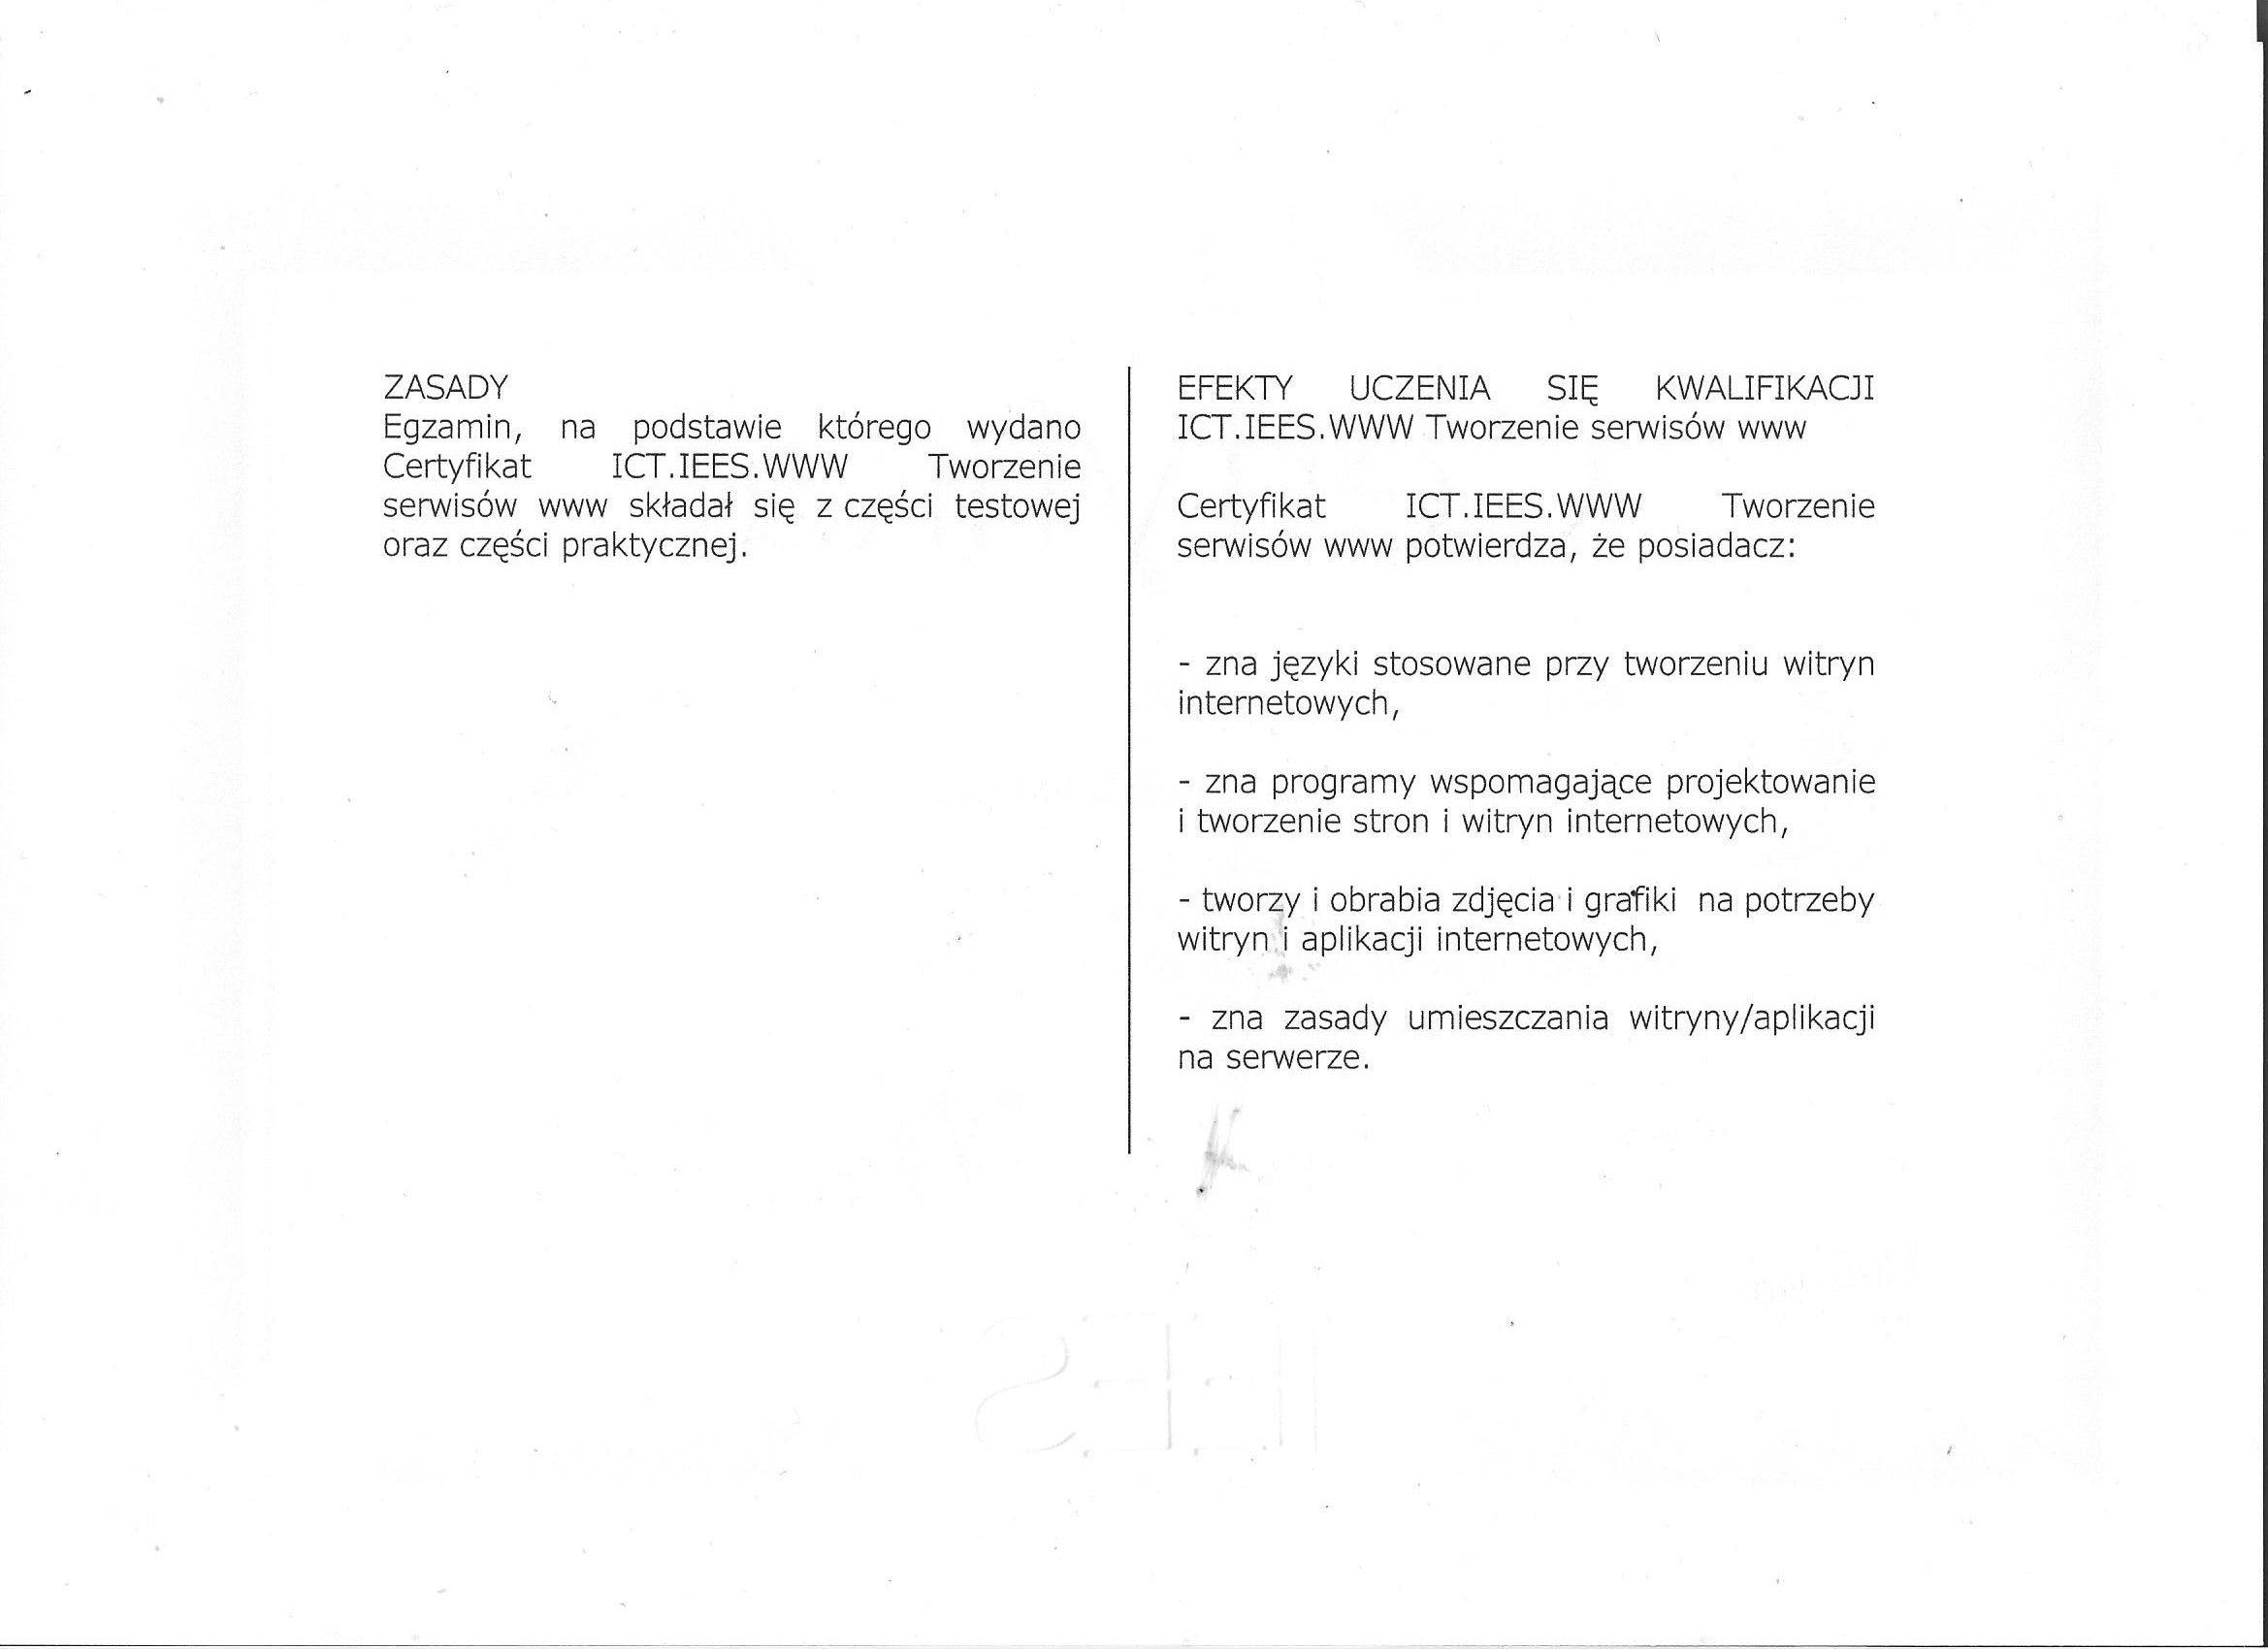 ZASADY
Egzamin, na podstawie którego wydano
Certyfikat ICT.IEES.WWW Tworzenie
serwisów www składał się z części testowej
oraz części praktycznej.
EFEKTY UCZENIA SIĘ KWALIFIKACJI
ICT.IEES.WWW Tworzenie serwisów www
Certyfikat ICT.IEES.WWW Tworzenie
serwisów www potwierdza, że posiadacz:
- zna języki stosowane przy tworzeniu witryn
internetowych,
- zna programy wspomagające projektowanie
i tworzenie stron i witryn internetowych,
- tworzy i obrabia zdjęcia i grafiki na potrzeby
witryn i aplikacji internetowych,
- zna zasady umieszczania witryny/aplikacji
na serwerze.
IEES